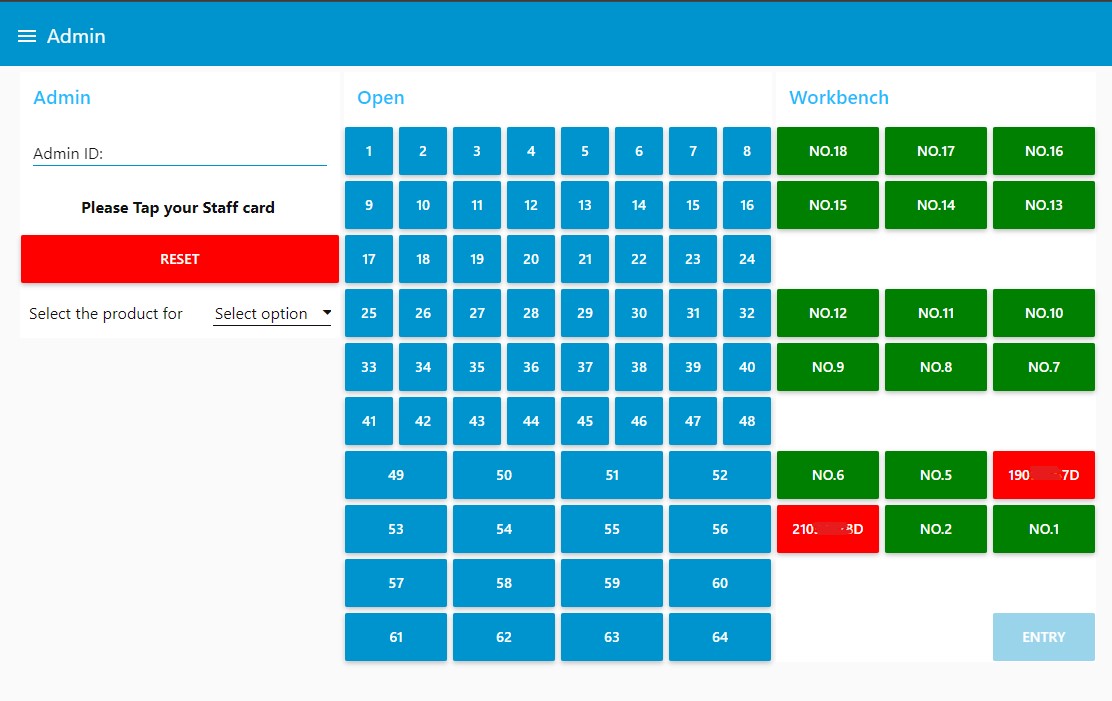 Admin
Admin
Admin ID:
Please Tap your Staff card
RESET
Select the product for Select option
Open
1 2 3 4 5 6 7 8
9 10 11 12 13 14 15 16
17 18 19 20 21 22 23 24
25 26 27 28 29 30 31 32
33 34 35 36 37 38 39 40
41 42 43 44 45 46 47 48
49 50 51 52
53 54 55 56
57 58 59 60
61 62 63 64
Workbench
NO.18 NO.17 NO.16
NO.15 NO.14 NO.13
NO.12 NO.11 NO.10
NO.9 NO.8 NO.7
NO.6 NO.5
NO.2 NO.1
ENTRY